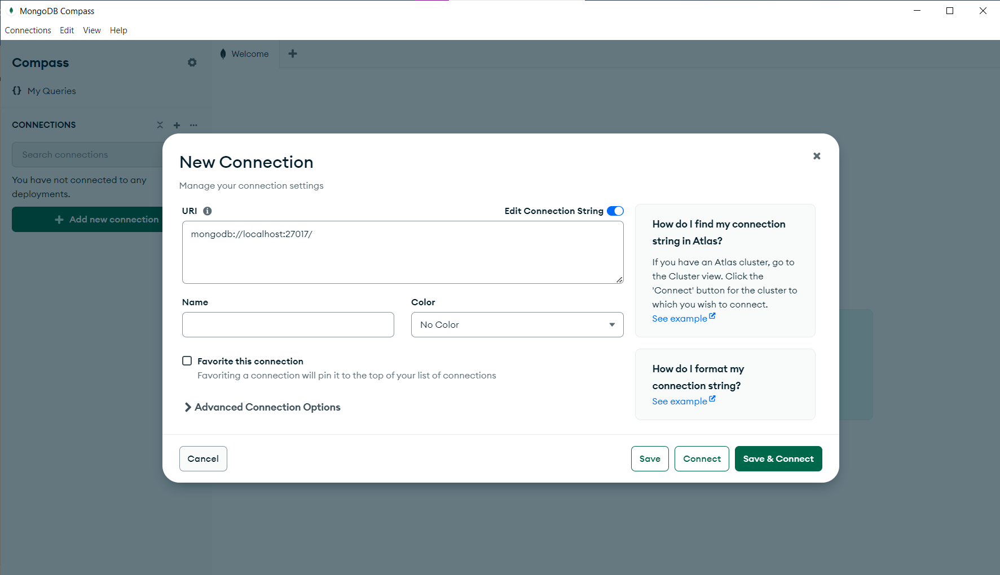 MongoDB Compass
Connections Edit View Help
Compass
Welcome
{} My Queries
CONNECTIONS
Search connections
You have not connected to any
deployments.
Add new connection
New Connection
Manage your connection settings
URI
Edit Connection String
mongodb://localhost:27017/
Name
Color
No Color
Favorite this connection
Favoriting a connection will pin it to the top of your list of connections
Advanced Connection Options
How do I find my connection
string in Atlas?
If you have an Atlas cluster, go to
the Cluster view. Click the
'Connect' button for the cluster to
which you wish to connect.
See example
How do I format my
connection string?
See example
Cancel
Save
Connect
Save & Connect